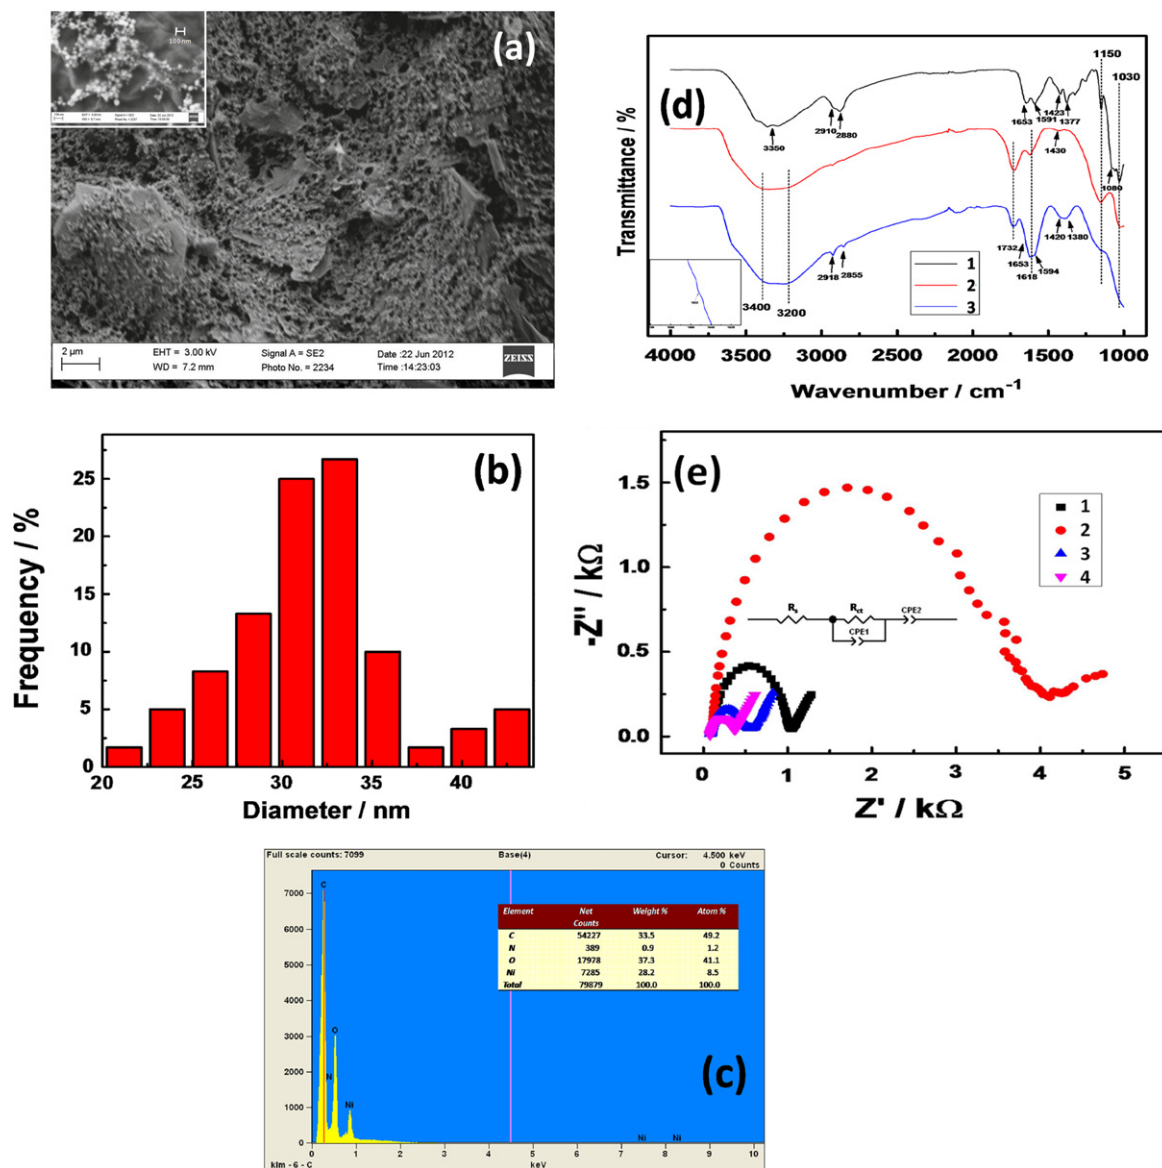 100 nm
(a)
2 µm
EHT = 3.00 kV
Signal A = SE2
Date :22 Jun 2012
WD = 7.2 mm
Photo No. = 2234
Time :14:23:03
ZEISS
(d)
Transmittance / %
1150
1030
1653
1591
1423
1377
2910
2880
3350
1430
1080
1732
1653
1618
1594
1420
1380
2918
2855
3400
3200
1
2
3
4000 3500 3000 2500 2000 1500 1000
Wavenumber / cm-1
(b)
Frequency / %
25
20
15
10
5
0
20 25 30 35 40
Diameter / nm
(e)
-Z'' / kΩ
1.5
1.0
0.5
0.0
1
2
3
4
Rs
Rct
CPE1
CPE2
0 1 2 3 4 5
Z' / kΩ
Full scale counts: 7099
Base(4)
Cursor: 4.500 keV
0 Counts
7000
6000
5000
4000
3000
2000
1000
0
C
O
N
Ni
Ni
Ni
Element Net Counts Weight % Atom %
C 54227 33.5 49.2
N 389 0.9 1.2
O 17978 37.3 41.1
Ni 7285 28.2 8.5
Total 79879 100.0 100.0
(c)
0 1 2 3 4 5 6 7 8 9 10
klm - 6 - C
keV